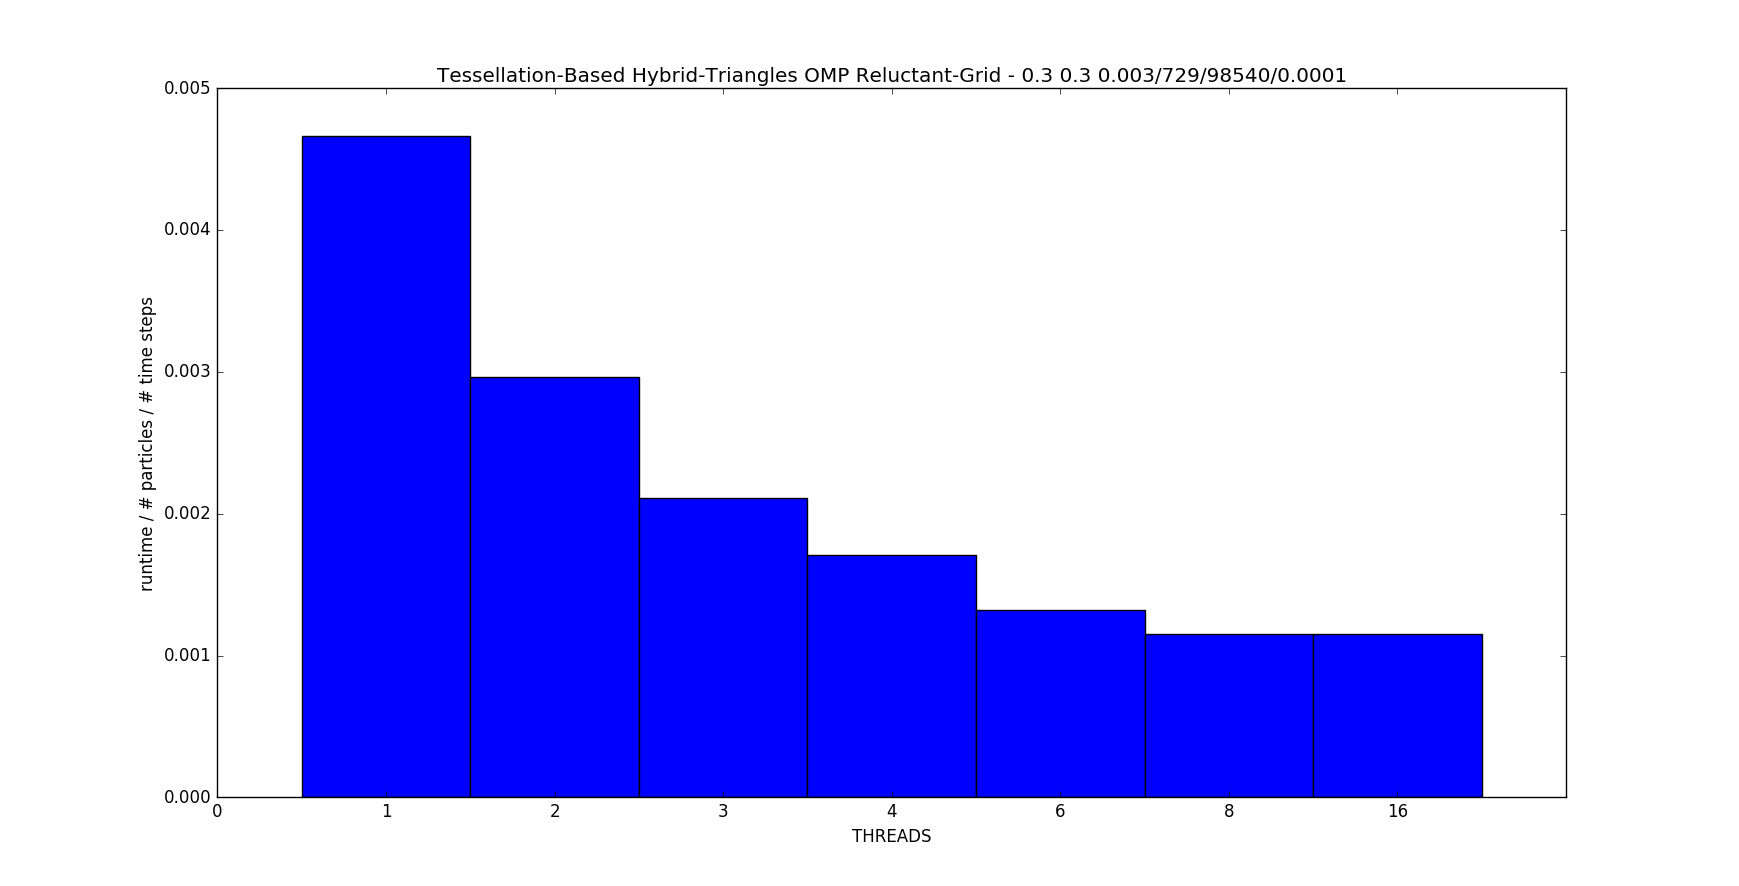 Tessellation-Based Hybrid-Triangles OMP Reluctant-Grid - 0.3 0.3 0.003/729/98540/0.0001
0.005
0.004
0.003
0.002
0.001
0.000
runtime / # particles / # time steps
0 1 2 3 4 6 8 16
THREADS